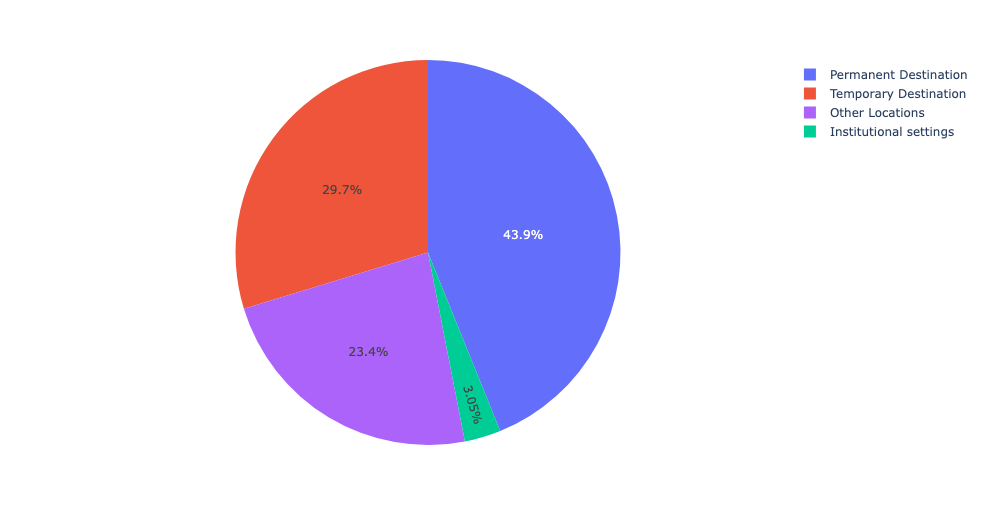 Permanent Destination
Temporary Destination
Other Locations
Institutional settings
29.7%
43.9%
23.4%
3.05%